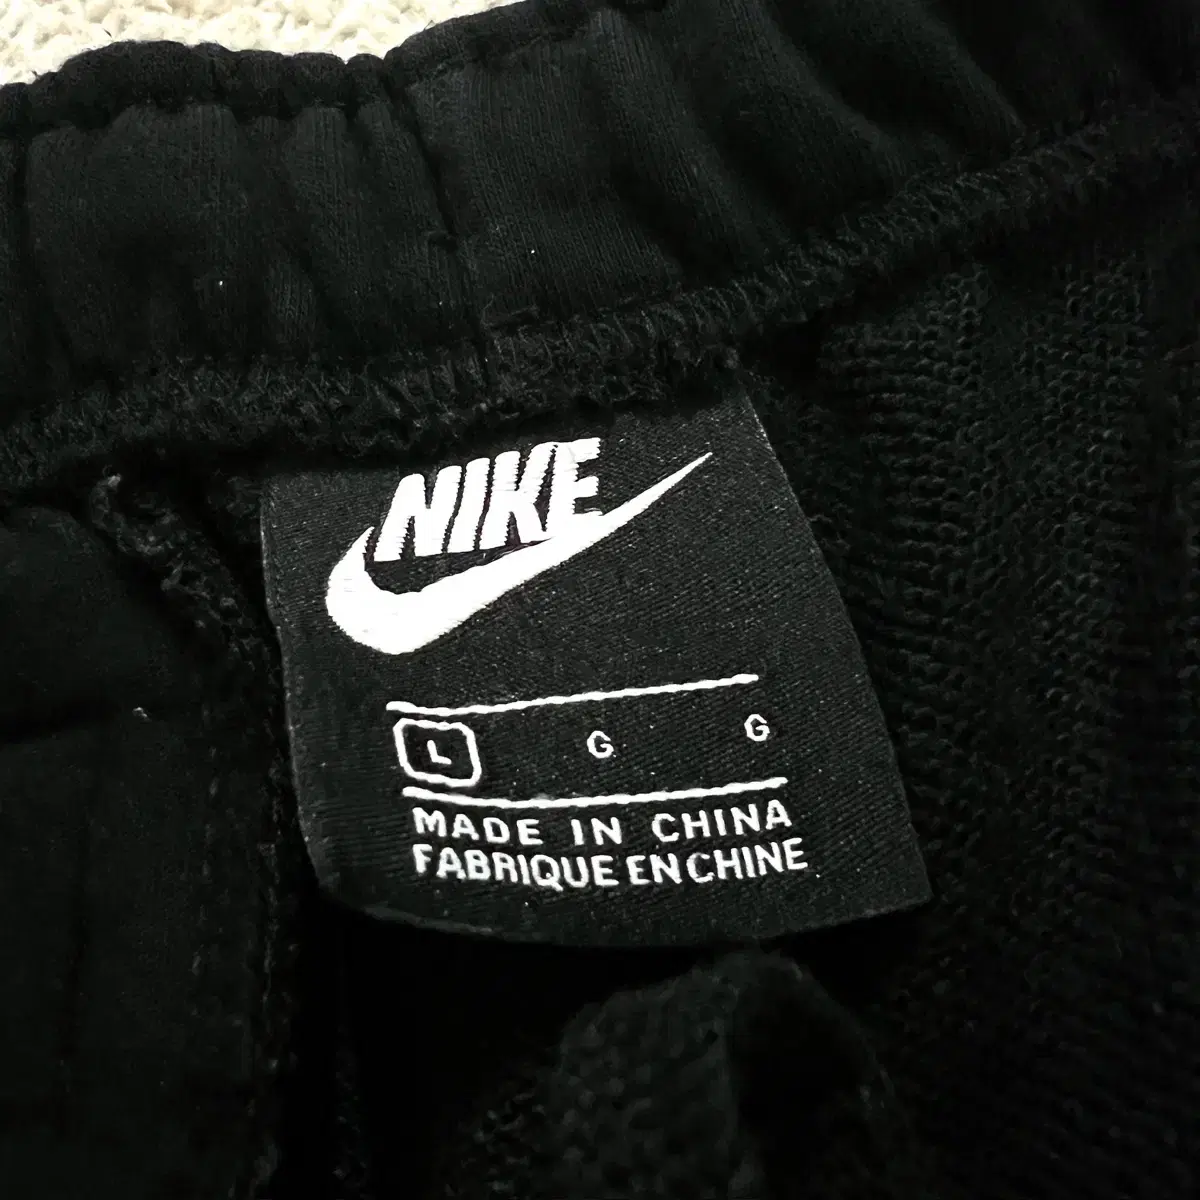 NIKE
L G G
MADE IN CHINA
FABRIQUE EN CHINE